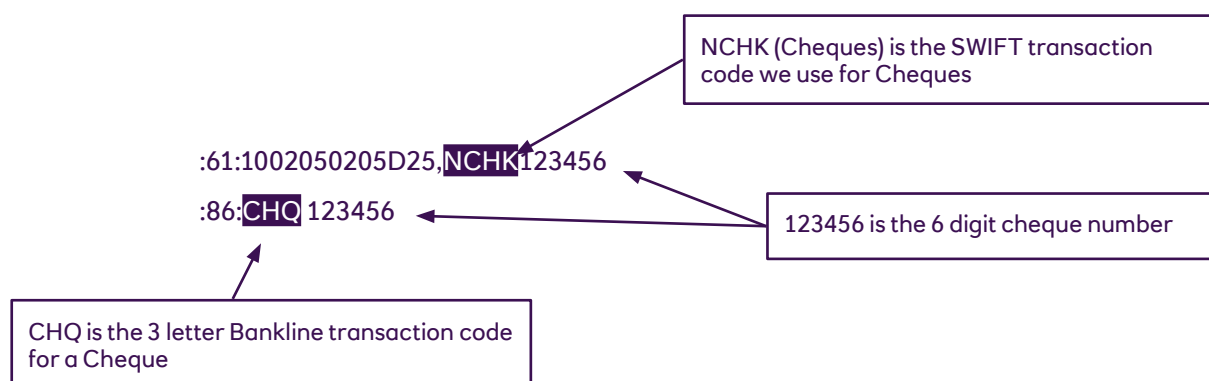 NCHK (Cheques) is the SWIFT transaction
code we use for Cheques
:61:1002050205D25,NCHK123456
:86:CHQ 123456
123456 is the 6 digit cheque number
CHQ is the 3 letter Bankline transaction code
for a Cheque